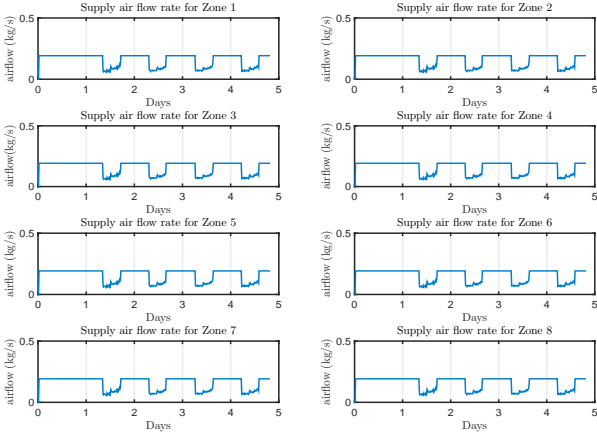 Supply air flow rate for Zone 1
Supply air flow rate for Zone 2
airflow (kg/s)
0.5
0
0 1 2 3 4 5
Days
airflow (kg/s)
0.5
0
0 1 2 3 4 5
Days
Supply air flow rate for Zone 3
Supply air flow rate for Zone 4
airflow(kg/s)
0.5
0
0 1 2 3 4 5
Days
airflow (kg/s)
0.5
0
0 1 2 3 4 5
Days
Supply air flow rate for Zone 5
Supply air flow rate for Zone 6
airflow (kg/s)
0.5
0
0 1 2 3 4 5
Days
airflow (kg/s)
0.5
0
0 1 2 3 4 5
Days
Supply air flow rate for Zone 7
Supply air flow rate for Zone 8
airflow (kg/s)
0.5
0
0 1 2 3 4 5
Days
airflow (kg/s)
0.5
0
0 1 2 3 4 5
Days